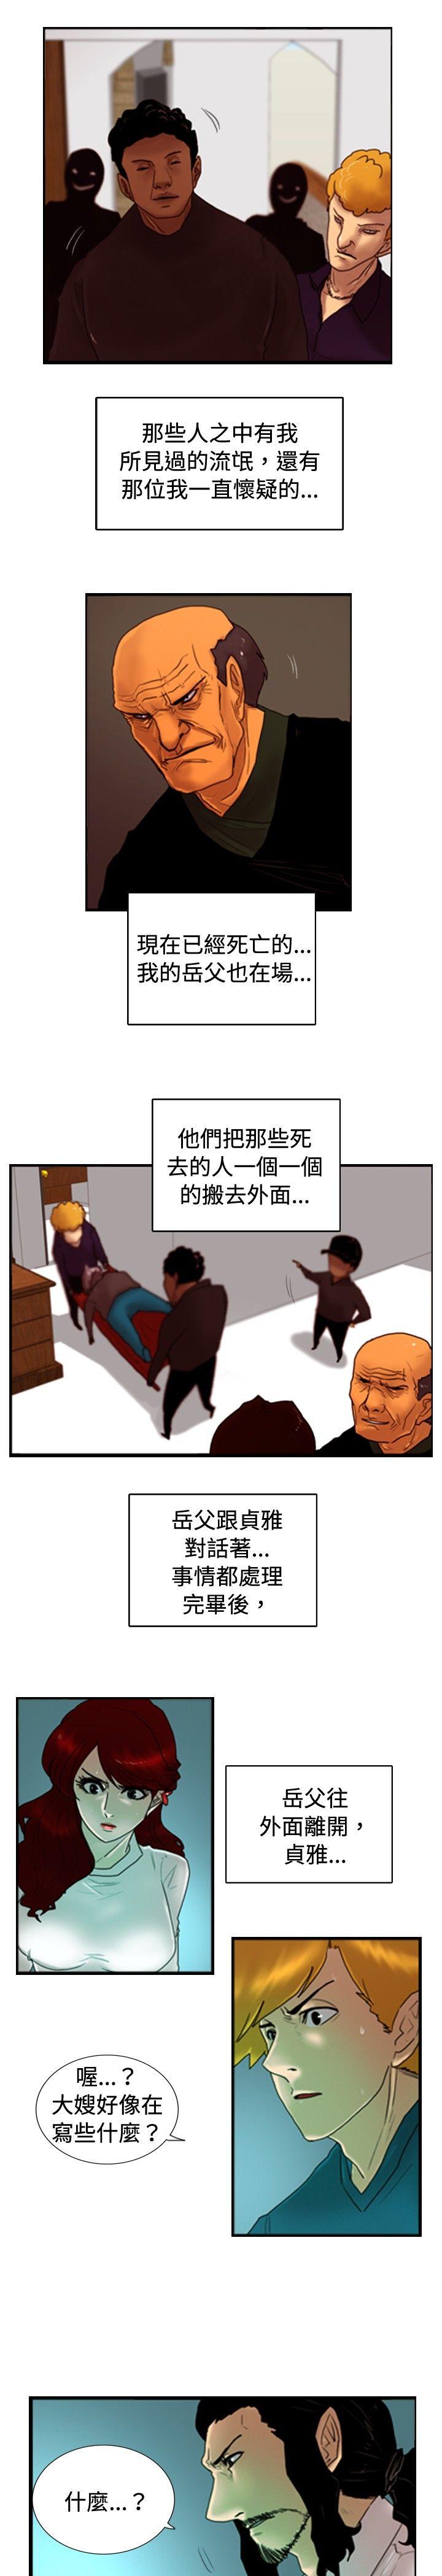 那些人之中有我
所見過的流氓，還有
那位我一直懷疑的...
現在已經死亡的...
我的岳父也在場...
他們把那些死
去的人一個一個
的搬去外面...
岳父跟貞雅
對話著...
事情都處理
完畢後，
岳父往
外面離開，
貞雅...
喔...？
大嫂好像在
寫些什麼？
什麼...？